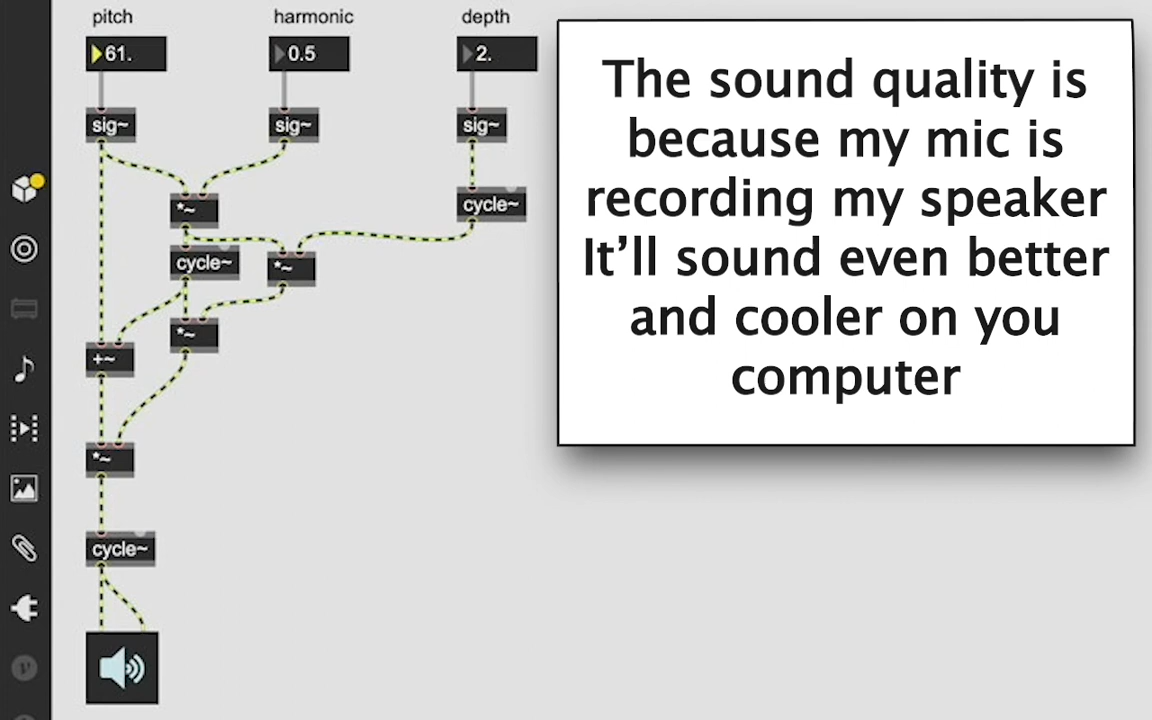 pitch harmonic depth
61. 0.5 2.
sig~ sig~ sig~
*~ cycle~
cycle~ *~
*~
+~
*~
cycle~
The sound quality is
because my mic is
recording my speaker
It’ll sound even better
and cooler on you
computer